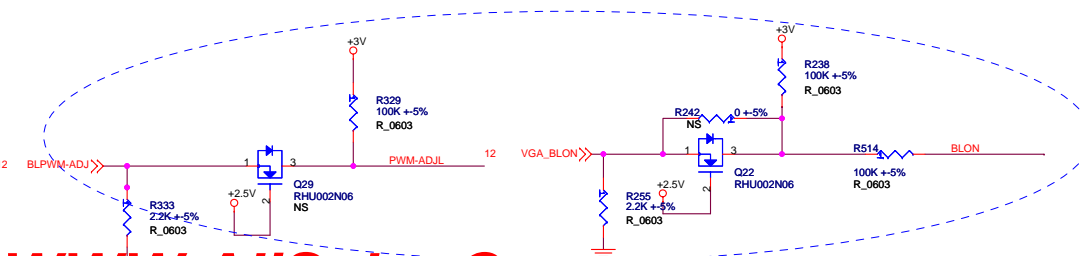 +3V
R329
100K +-5%
R_0603
2
BLPWM-ADJ
1
3
PWM-ADJL
12
Q29
RHU002N06
NS
2
+2.5V
R333
2.2K +-5%
R_0603
+3V
R238
100K +-5%
R_0603
R242
NS
0 +-5%
VGA_BLON
1
3
R514
100K +-5%
R_0603
BLON
Q22
RHU002N06
2
+2.5V
R255
2.2K +-5%
R_0603